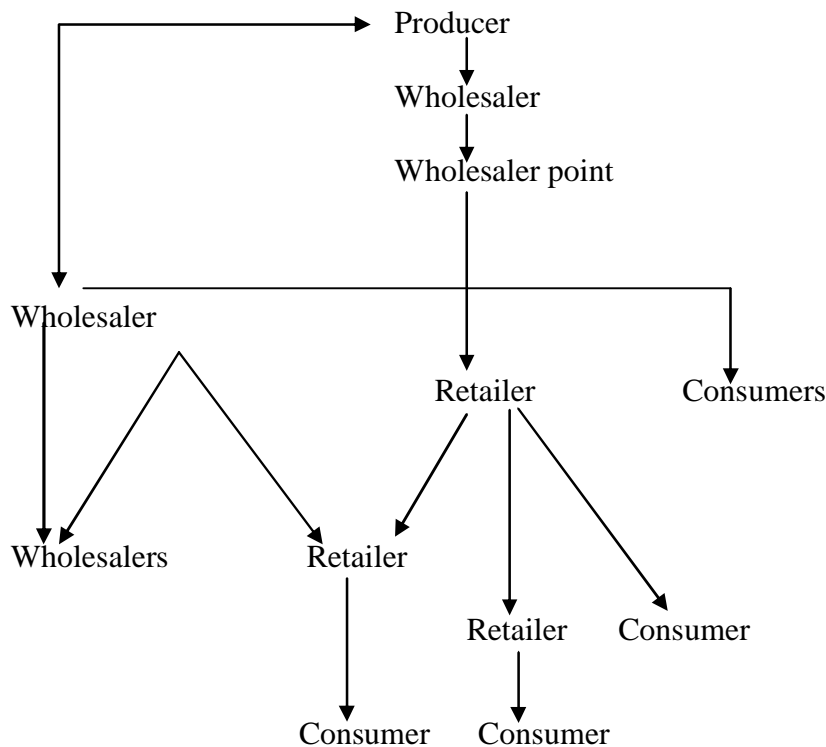 Producer
Wholesaler
Wholesaler point
Wholesaler
Retailer
Consumers
Wholesalers
Retailer
Retailer
Consumer
Consumer
Consumer